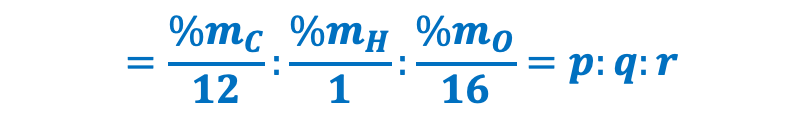 = %m_C/12 : %m_H/1 : %m_O/16 = p: q: r